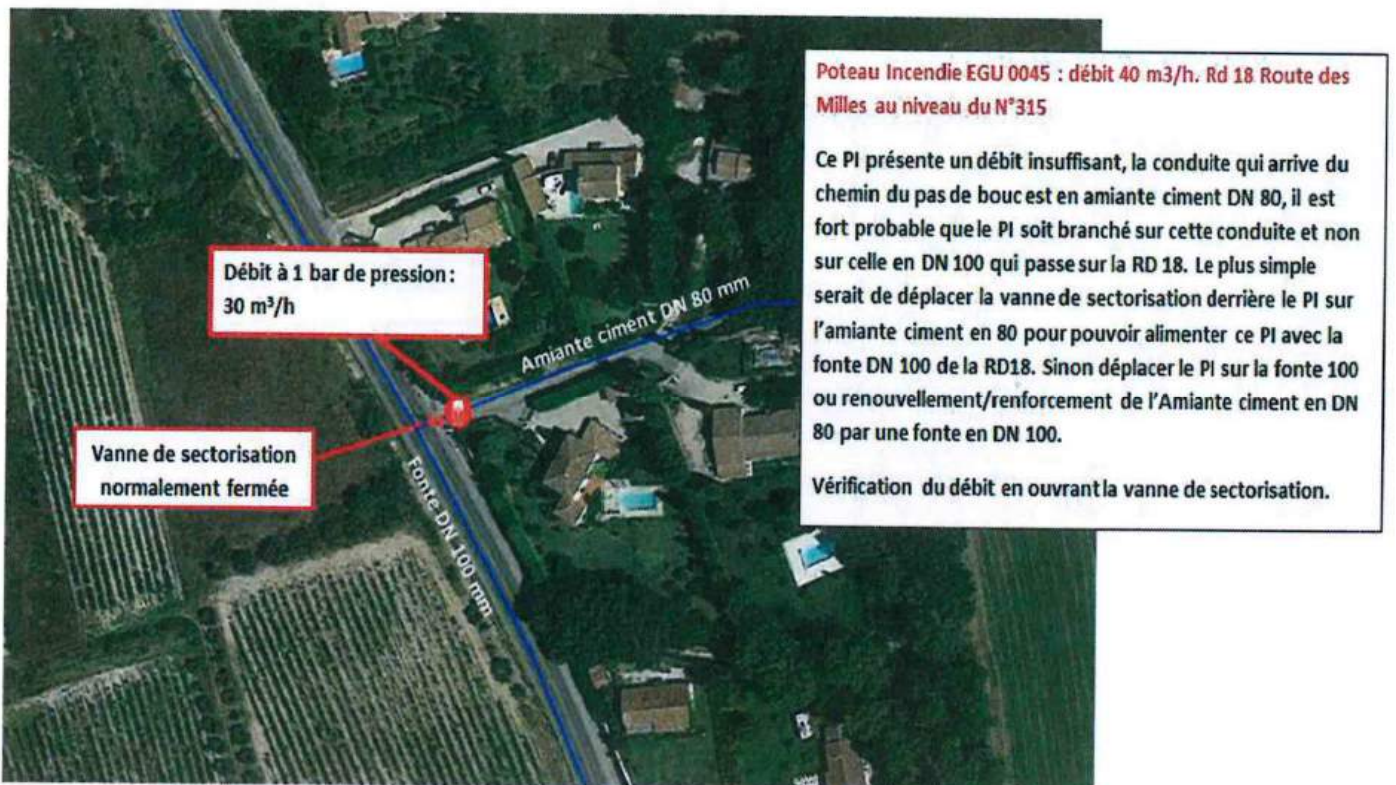 Poteau Incendie EGU 0045 : débit 40 m3/h. Rd 18 Route des
Milles au niveau du N°315
Ce PI présente un débit insuffisant, la conduite qui arrive du
chemin du pas de bouc est en amiante ciment DN 80, il est
fort probable que le PI soit branché sur cette conduite et non
sur celle en DN 100 qui passe sur la RD 18. Le plus simple
serait de déplacer la vanne de sectorisation derrière le PI sur
l'amiante ciment en 80 pour pouvoir alimenter ce PI avec la
fonte DN 100 de la RD18. Sinon déplacer le PI sur la fonte 100
ou renouvellement/renforcement de l'Amiante ciment en DN
80 par une fonte en DN 100.
Vérification du débit en ouvrant la vanne de sectorisation.
Débit à 1 bar de pression :
30 m³/h
Amiante ciment DN 80 mm
Vanne de sectorisation
normalement fermée
Fonte DN 100 mm